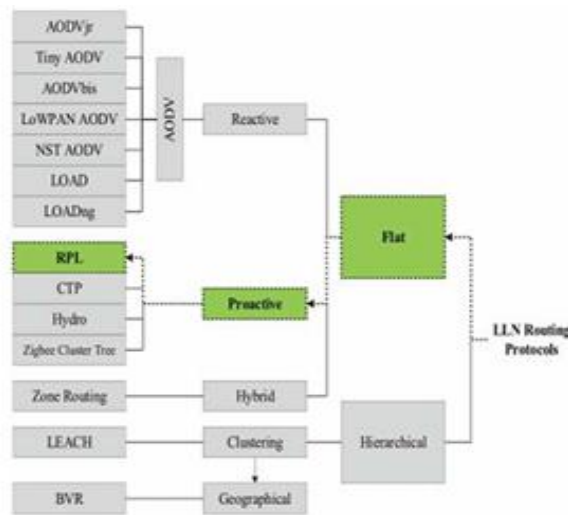 AODVjr
Tiny AODV
AODVbis
LoWPAN AODV
NST AODV
LOAD
LOADng
AODV
Reactive
Flat
RPL
CTP
Hydro
Zigbee Cluster Tree
Proactive
LLN Routing
Protocols
Zone Routing
Hybrid
LEACH
Clustering
Hierarchical
BVR
Geographical